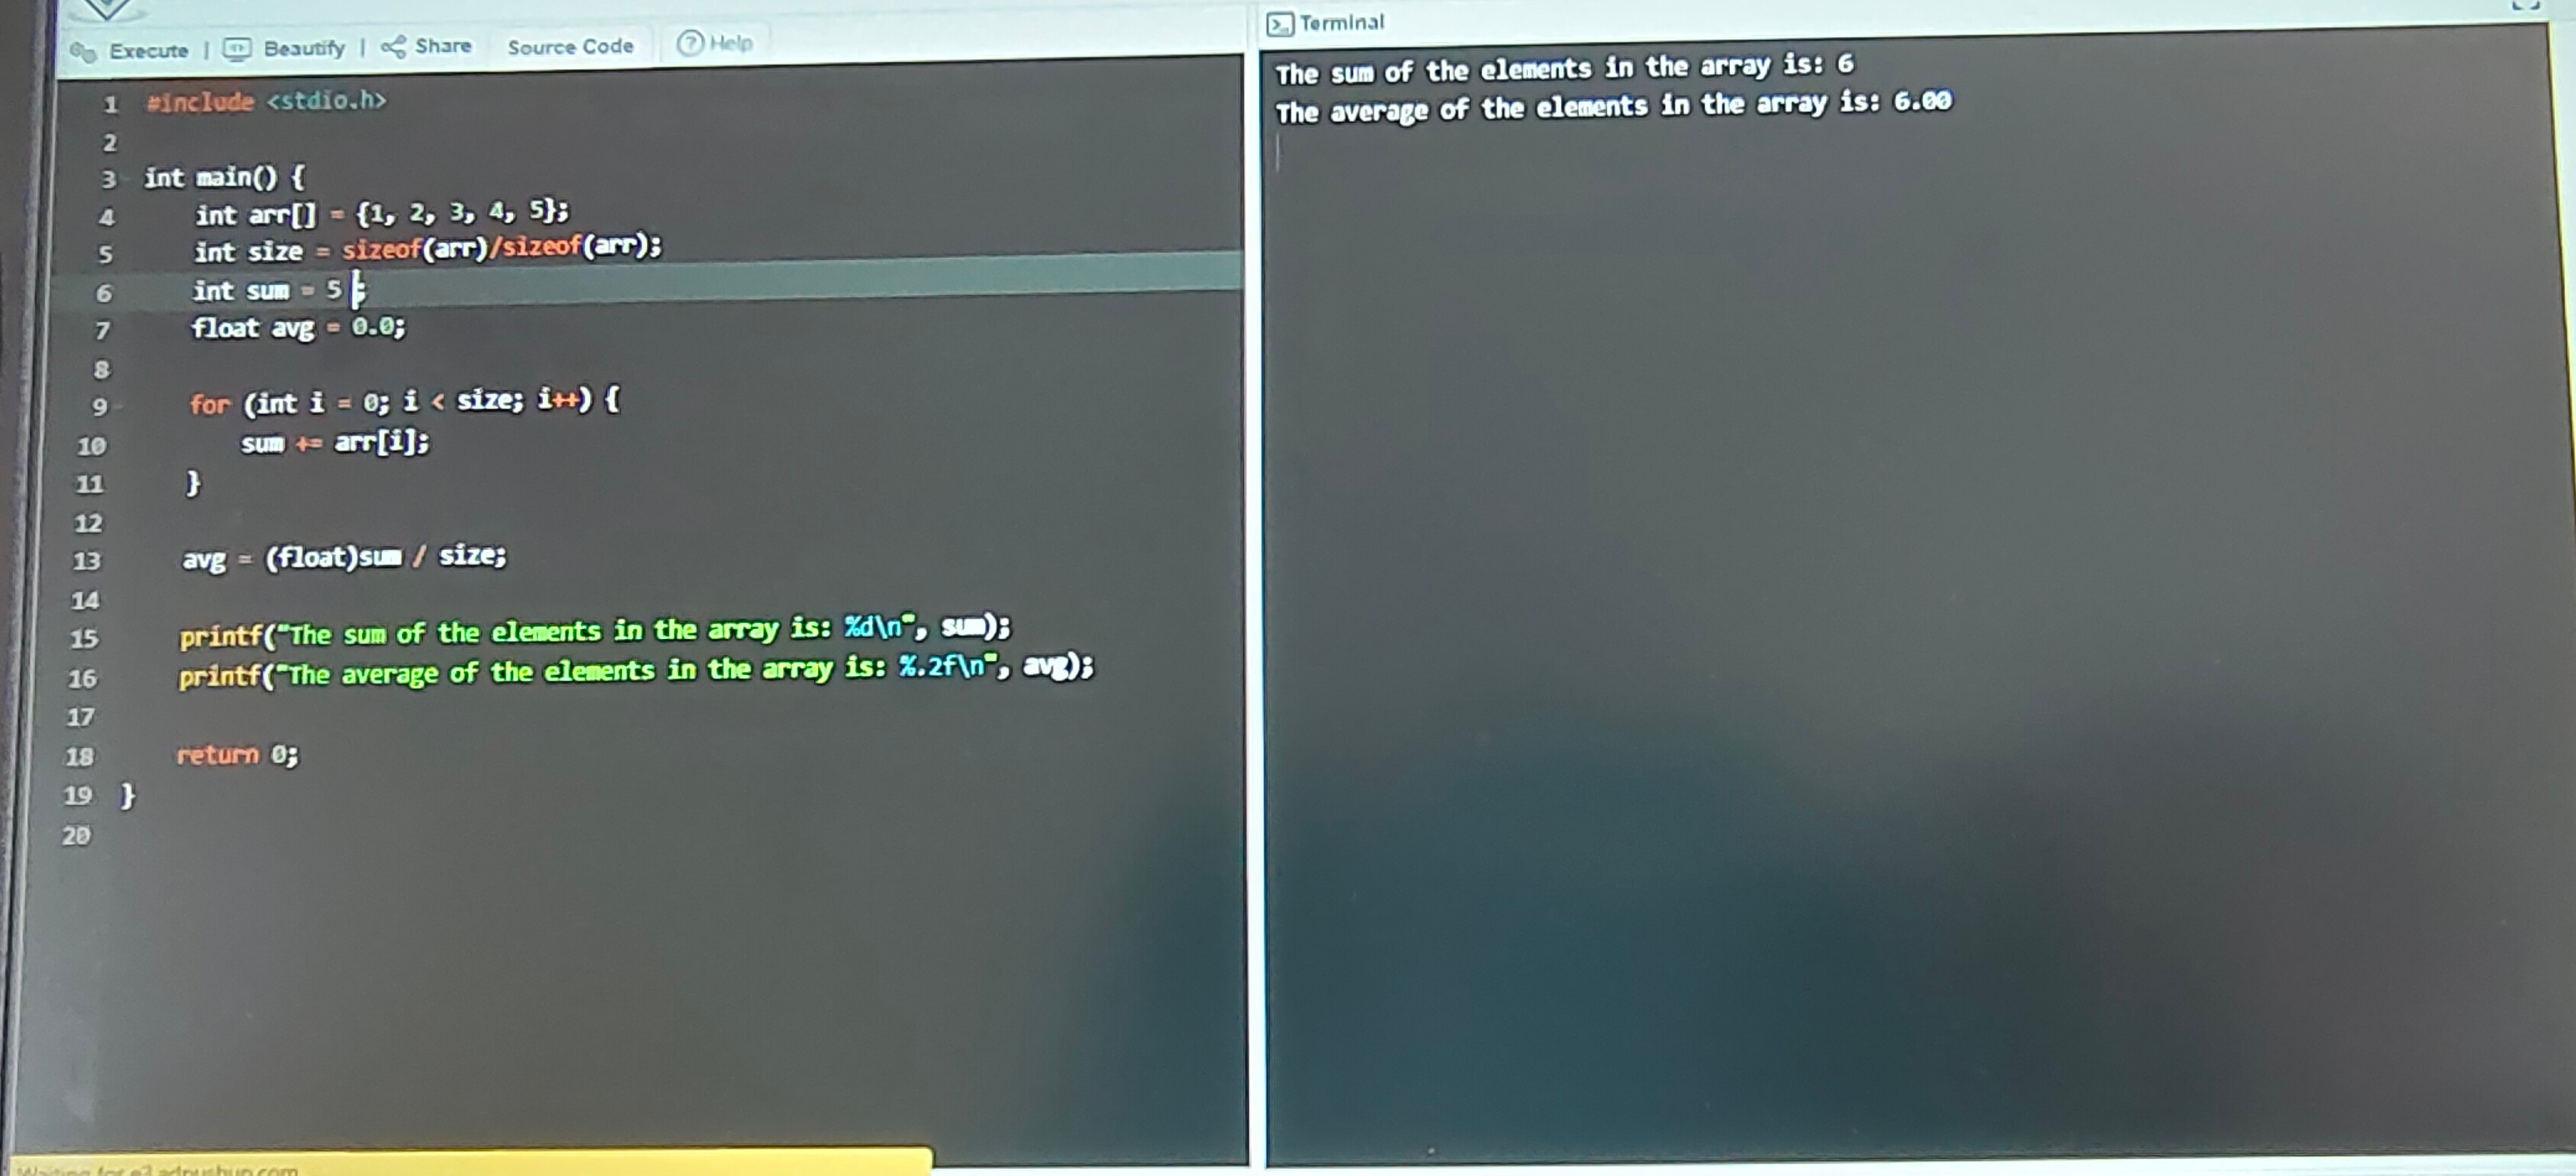 Execute | Beautify | Share Source Code Help
1 #include <stdio.h>
2
3 int main() {
4     int arr[] = {1, 2, 3, 4, 5};
5     int size = sizeof(arr)/sizeof(arr);
6     int sum = 5 ;
7     float avg = 0.0;
8
9     for (int i = 0; i < size; i++) {
10         sum += arr[i];
11     }
12
13     avg = (float)sum / size;
14
15     printf("The sum of the elements in the array is: %d\n", sum);
16     printf("The average of the elements in the array is: %.2f\n", avg);
17
18     return 0;
19 }
20
Terminal
The sum of the elements in the array is: 6
The average of the elements in the array is: 6.00
Waiting for e3.adpushup.com